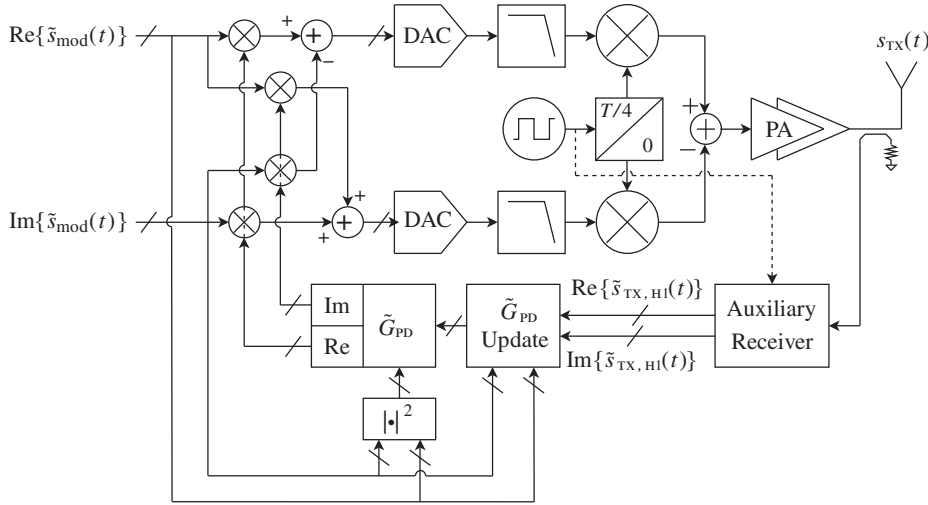 Re{s̃mod(t)}
+
+
−
DAC
sTX(t)
T/4
0
+
+
−
PA
Im{s̃mod(t)}
+
+
+
DAC
Im
Re
G̃PD
G̃PD
Update
Re{s̃TX, H1(t)}
Im{s̃TX, H1(t)}
Auxiliary
Receiver
|•|²